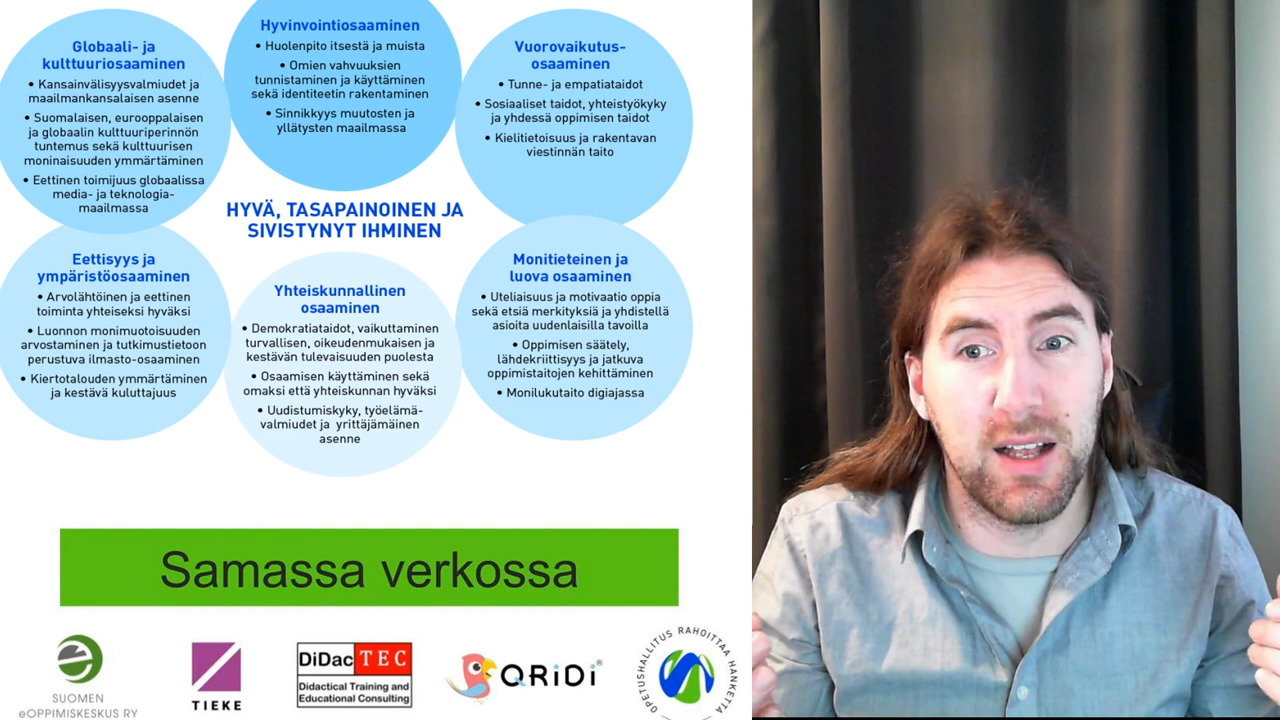 Globaali- ja
kulttuuriosaaminen
• Kansainvälisyysvalmiudet ja
maailmankansalaisen asenne
• Suomalaisen, eurooppalaisen
ja globaalin kulttuuriperinnön
tuntemus sekä kulttuurisen
moninaisuuden ymmärtäminen
• Eettinen toimijuus globaalissa
media- ja teknologia-
maailmassa
Hyvinvointiosaaminen
• Huolenpito itsestä ja muista
• Omien vahvuuksien
tunnistaminen ja käyttäminen
sekä identiteetin rakentaminen
• Sinnikkyys muutosten ja
yllätysten maailmassa
Vuorovaikutus-
osaaminen
• Tunne- ja empatiataidot
• Sosiaaliset taidot, yhteistyökyky
ja yhdessä oppimisen taidot
• Kielitietoisuus ja rakentavan
viestinnän taito
HYVÄ, TASAPAINOINEN JA
SIVISTYNYT IHMINEN
Eettisyys ja
ympäristöosaaminen
• Arvolähtöinen ja eettinen
toiminta yhteiseksi hyväksi
• Luonnon monimuotoisuuden
arvostaminen ja tutkimustietoon
perustuva ilmasto-osaaminen
• Kiertotalouden ymmärtäminen
ja kestävä kuluttajuus
Yhteiskunnallinen
osaaminen
• Demokratiataidot, vaikuttaminen
turvallisen, oikeudenmukaisen ja
kestävän tulevaisuuden puolesta
• Osaamisen käyttäminen sekä
omaksi että yhteiskunnan hyväksi
• Uudistumiskyky, työelämä-
valmiudet ja yrittäjämäinen
asenne
Monitieteinen ja
luova osaaminen
• Uteliaisuus ja motivaatio oppia
sekä etsiä merkityksiä ja yhdistellä
asioita uudenlaisilla tavoilla
• Oppimisen säätely,
lähdekriittisyys ja jatkuva
oppimistaitojen kehittäminen
• Monilukutaito digiajassa
Samassa verkossa
SUOMEN
eOPPIMISKESKUS RY
TIEKE
DiDacTEC
Didactical Training and
Educational Consulting
QRiDi®
OPETUSHALLITUS RAHOITTAA HANKETTA